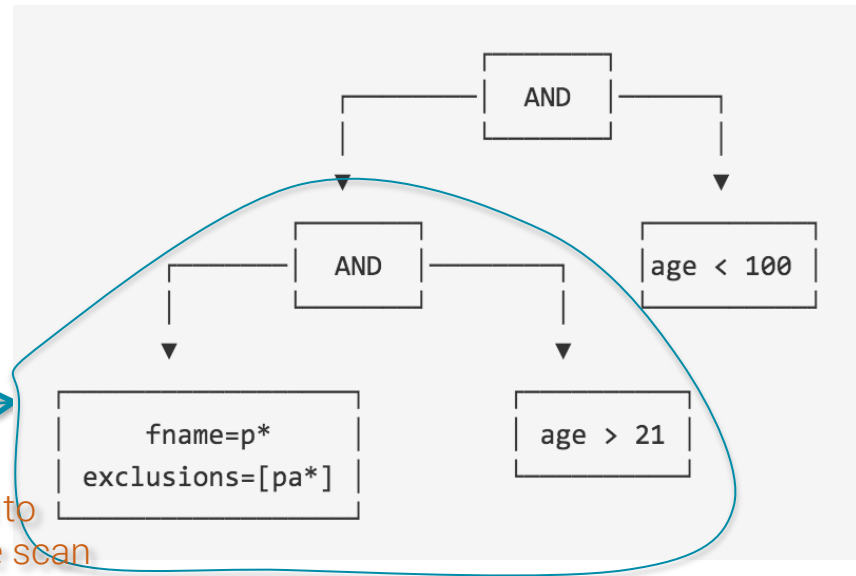 AND
AND
age < 100
fname=p*
age > 21
exclusions=[pa*]
to
scan